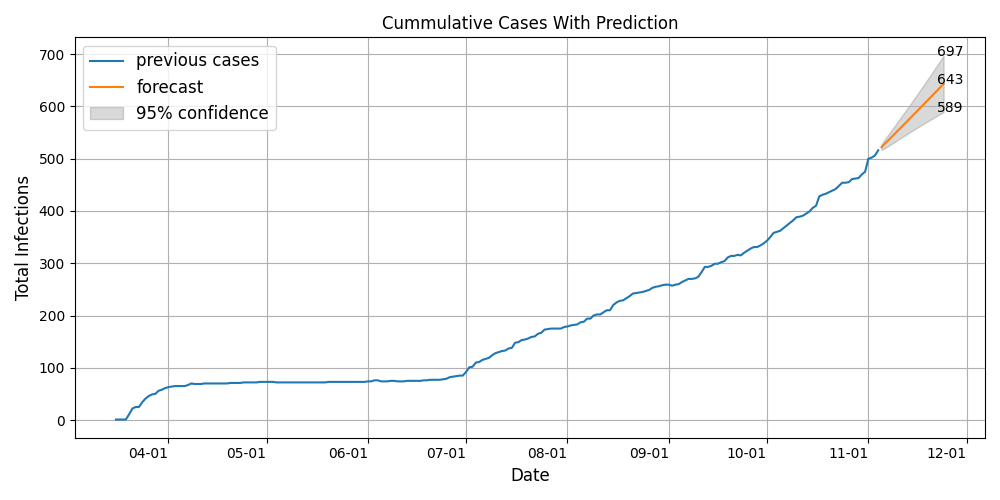 Cummulative Cases With Prediction
previous cases
forecast
95% confidence
697
643
589
700
600
500
400
300
200
100
0
Total Infections
04-01 05-01 06-01 07-01 08-01 09-01 10-01 11-01 12-01
Date